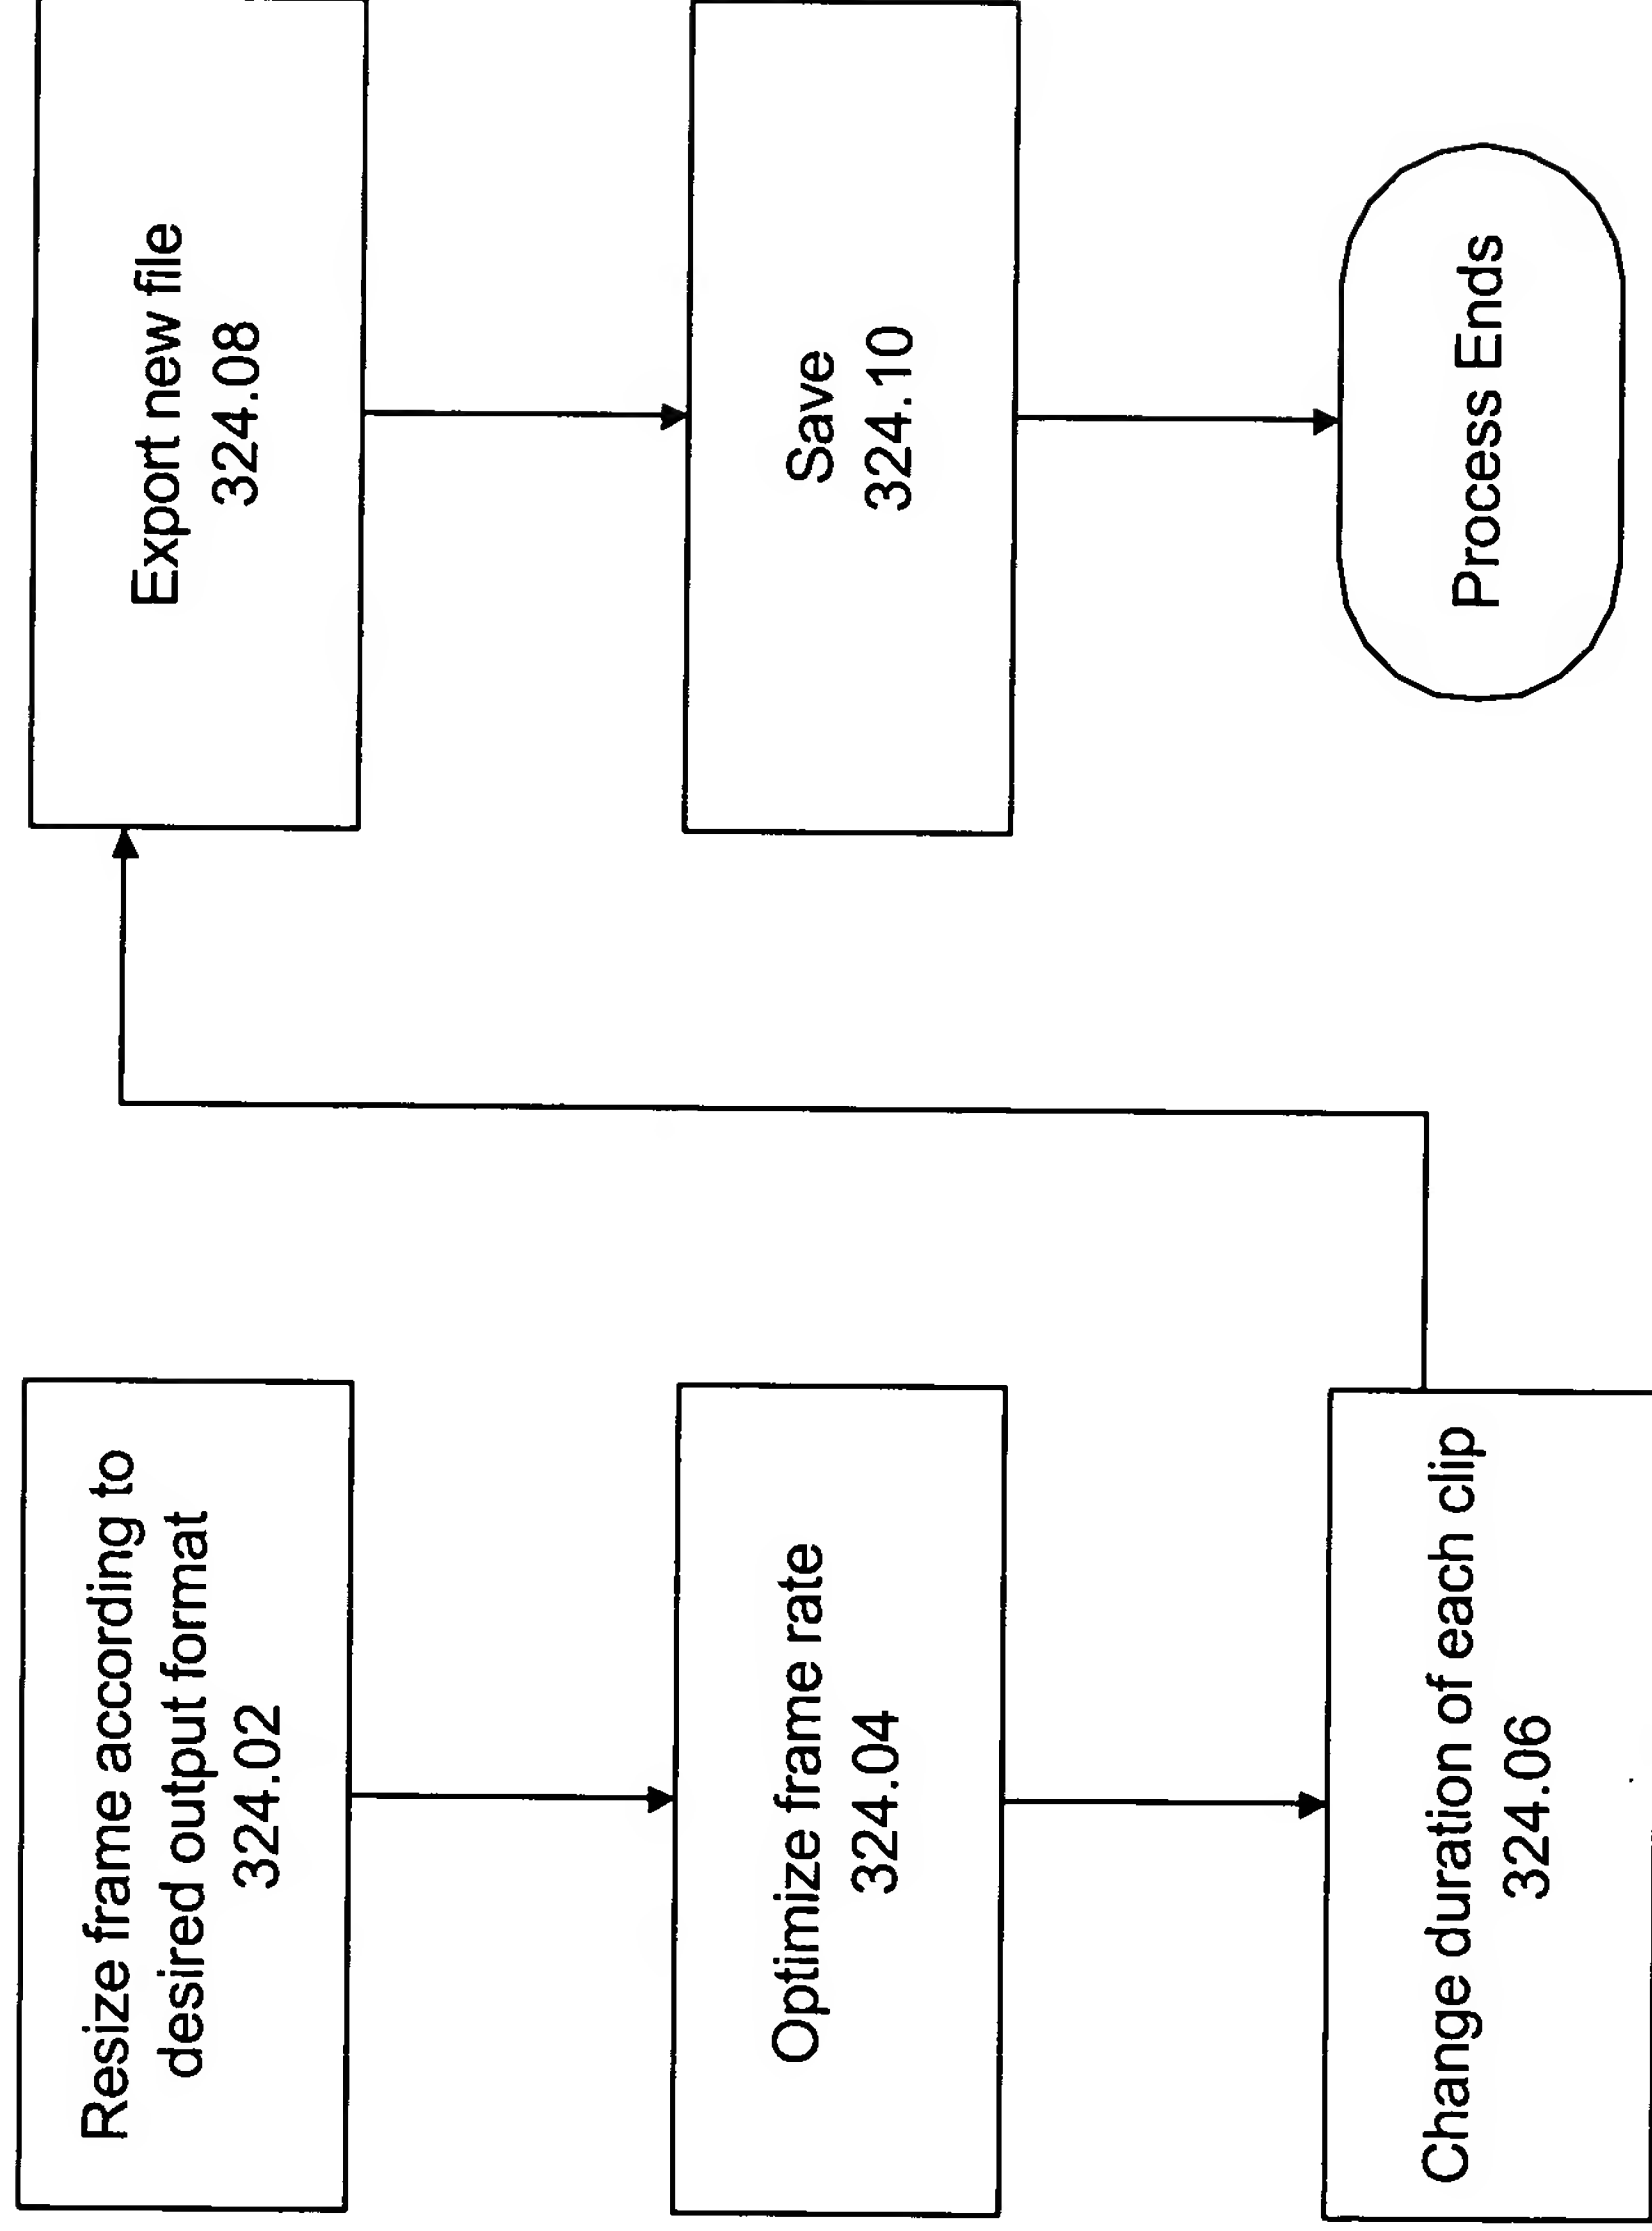 Resize frame according to
desired output format
324.02
Optimize frame rate
324.04
Change duration of each clip
324.06
Export new file
324.08
Save
324.10
Process Ends